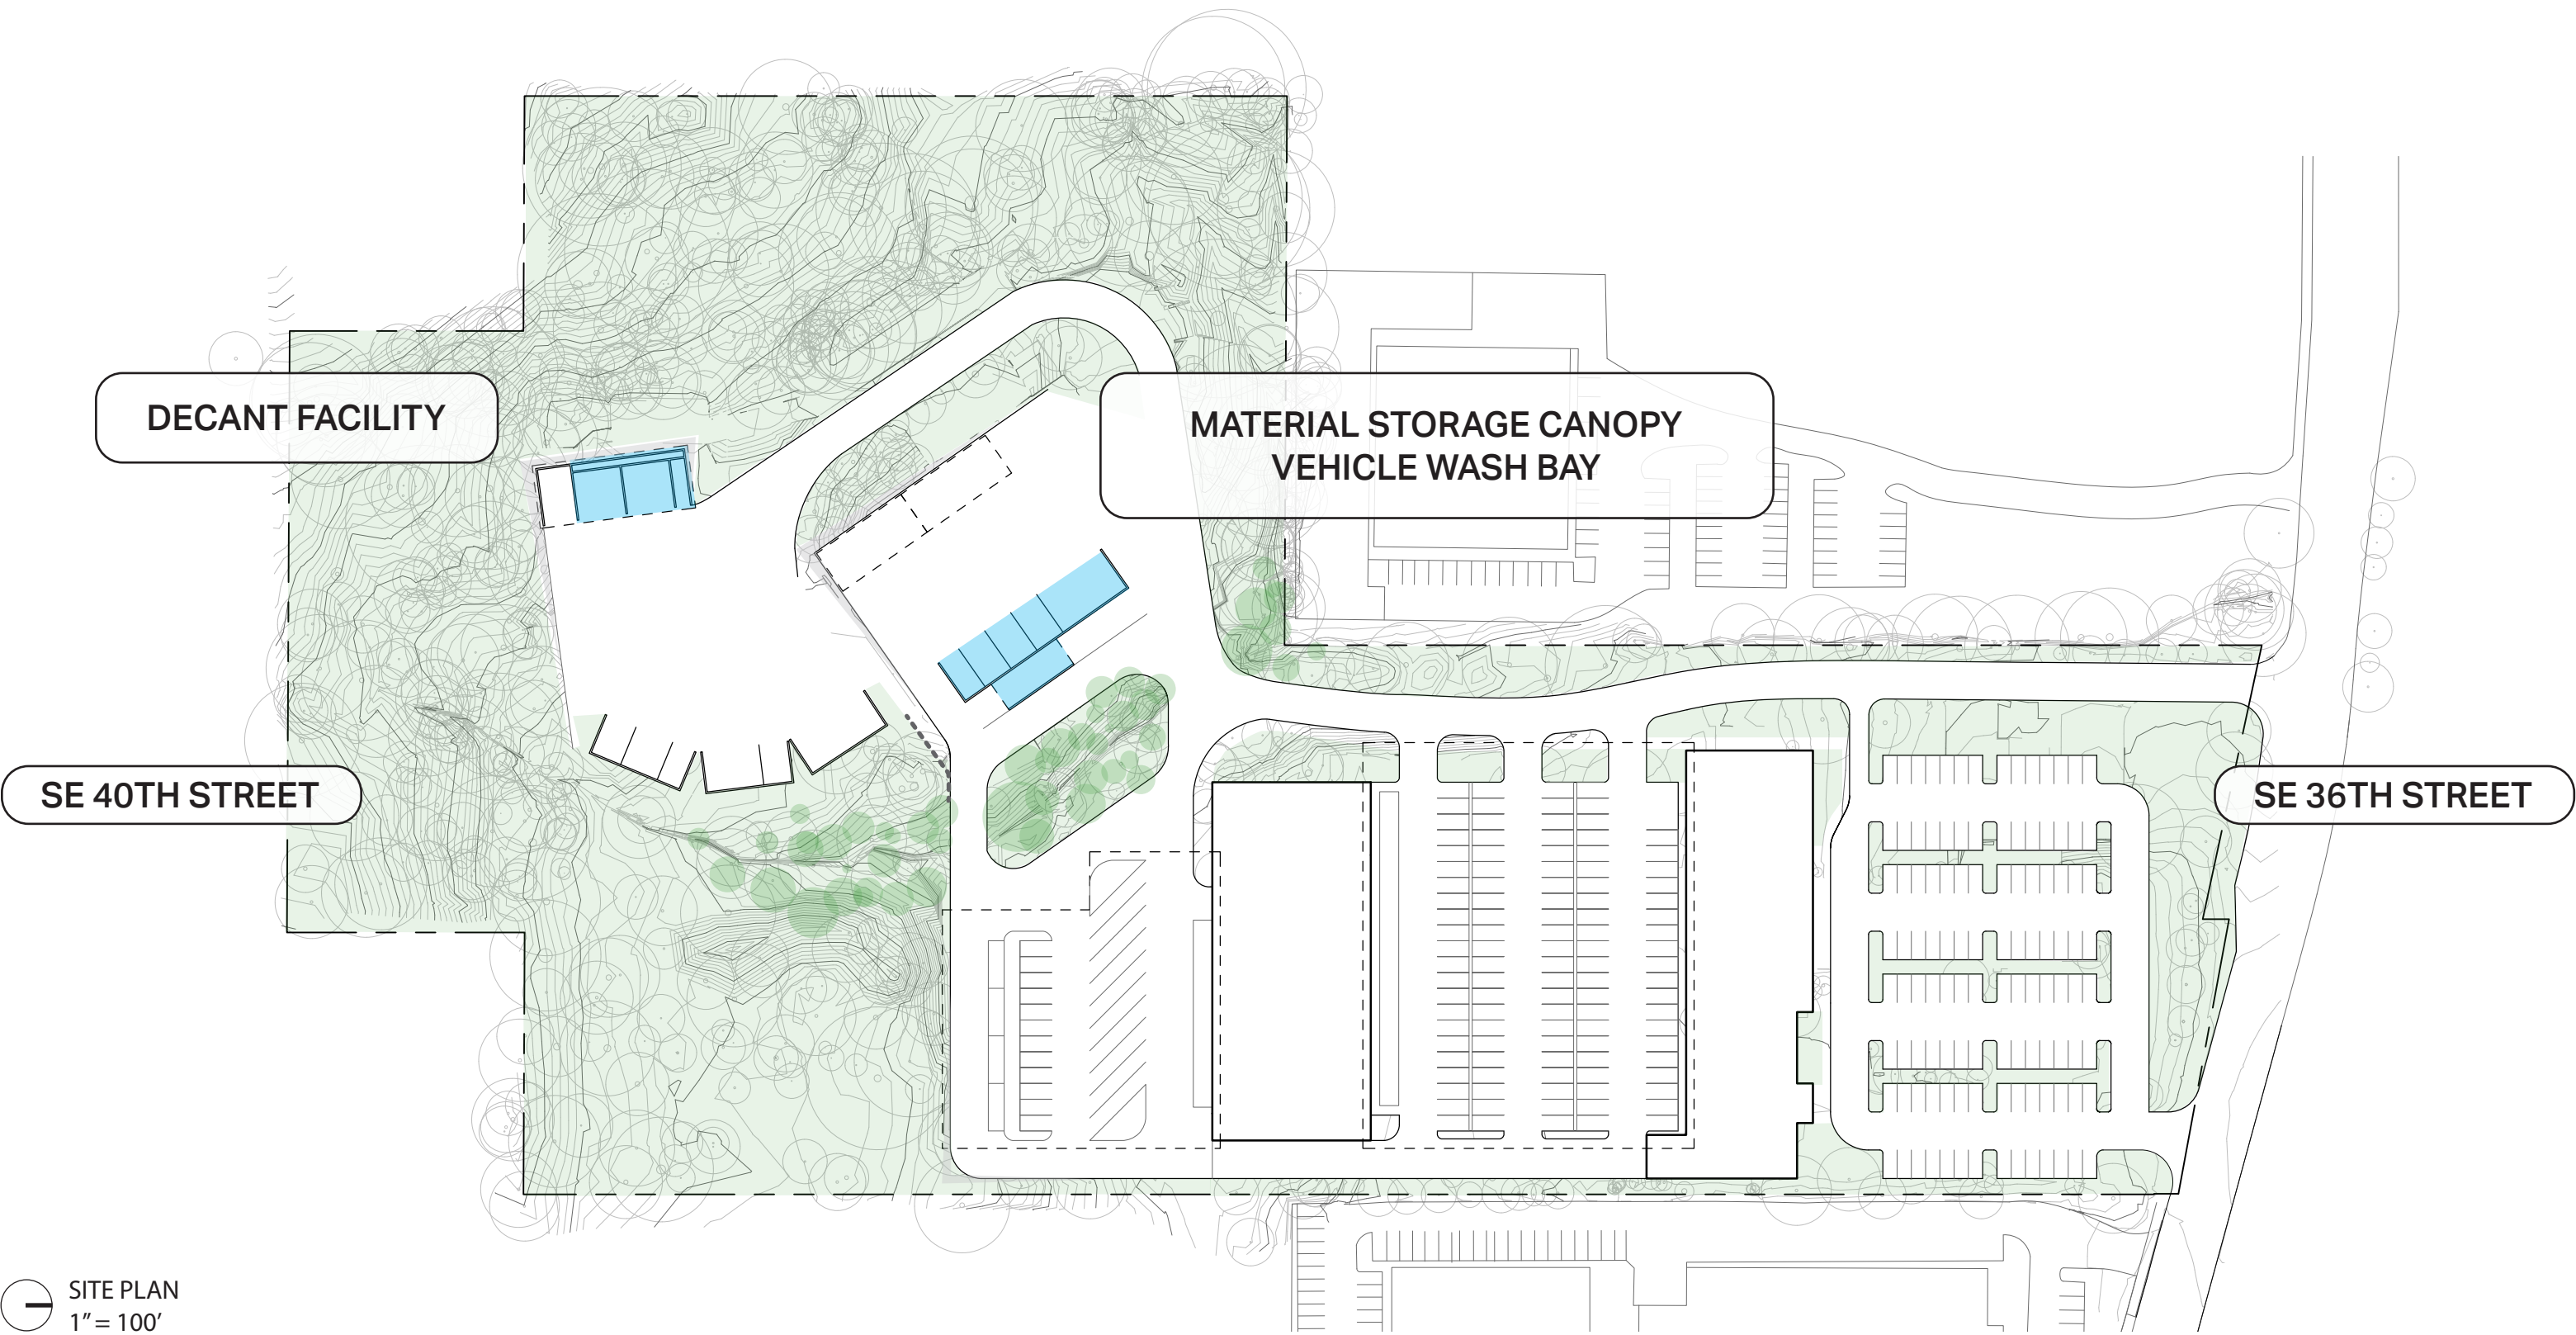 DECANT FACILITY
MATERIAL STORAGE CANOPY
VEHICLE WASH BAY
SE 40TH STREET
SE 36TH STREET
SITE PLAN
1” = 100’